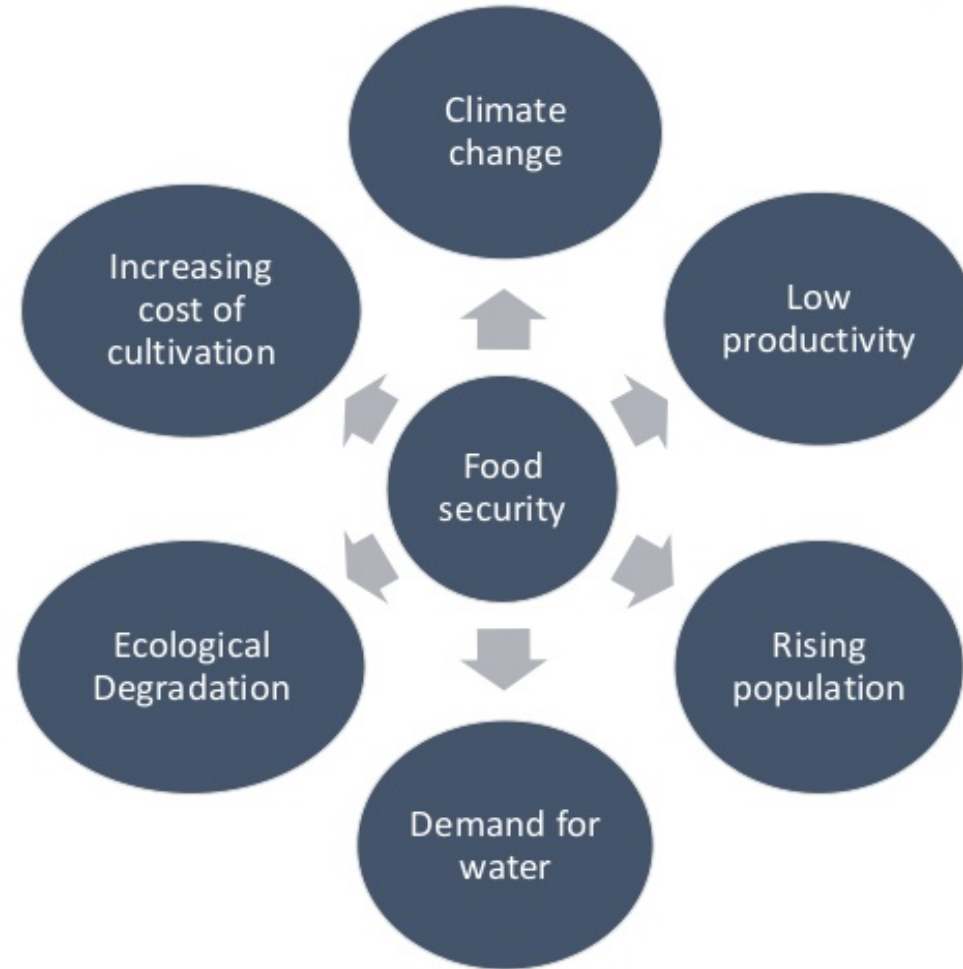 Climate
change
Increasing
cost of
cultivation
Low
productivity
Food
security
Ecological
Degradation
Rising
population
Demand for
water